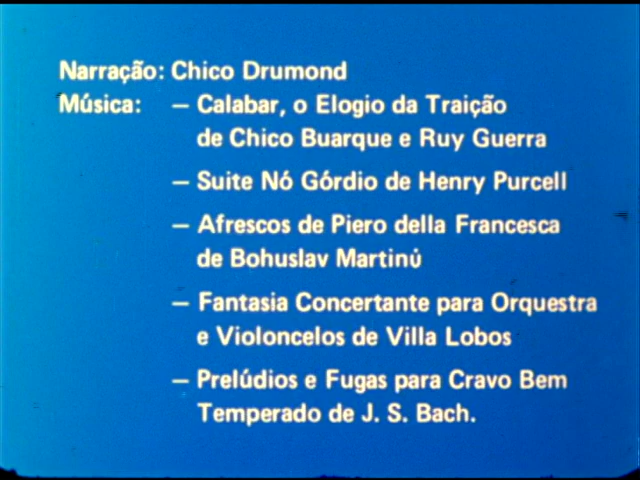 Narração: Chico Drumond
Música: – Calabar, o Elogio da Traição
de Chico Buarque e Ruy Guerra
– Suite Nó Górdio de Henry Purcell
– Afrescos de Piero della Francesca
de Bohuslav Martinů
– Fantasia Concertante para Orquestra
e Violoncelos de Villa Lobos
– Prelúdios e Fugas para Cravo Bem
Temperado de J. S. Bach.